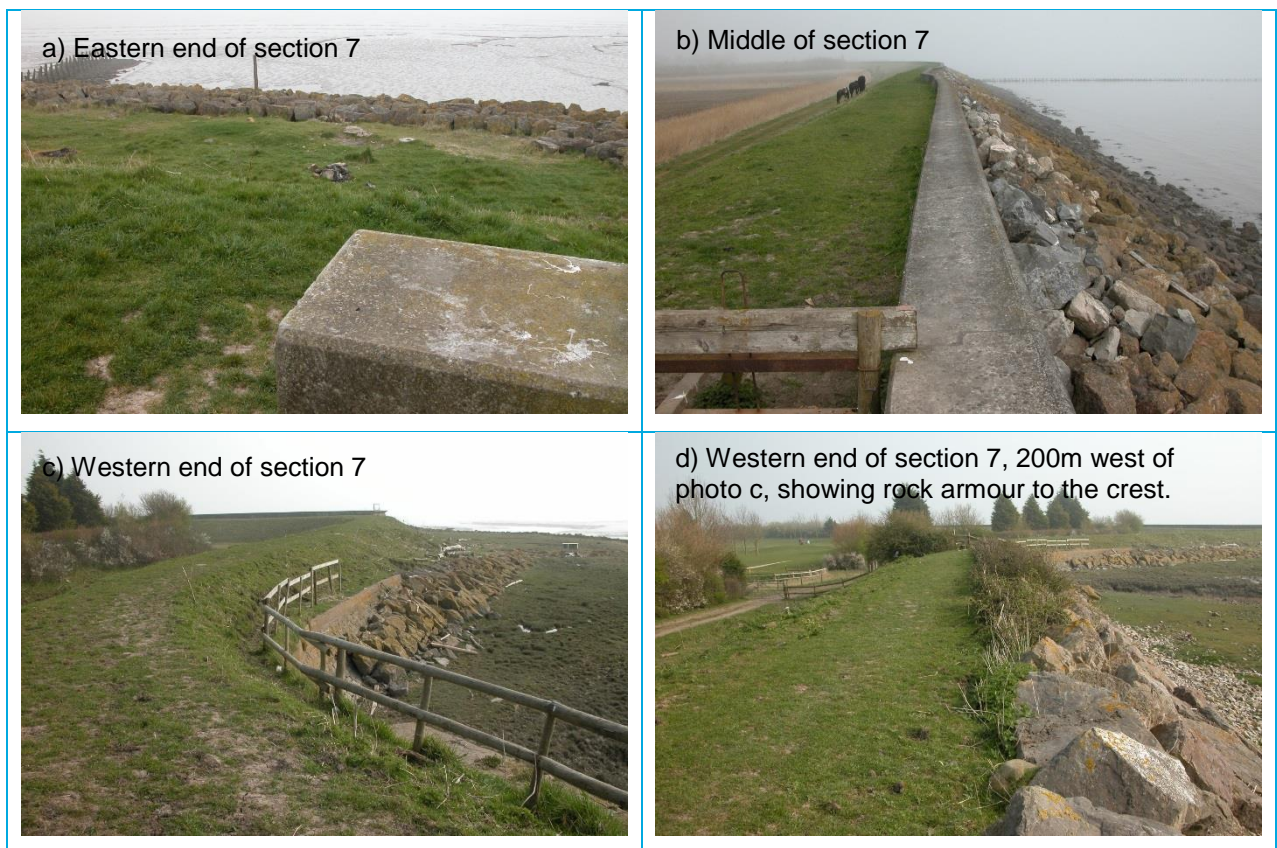 a) Eastern end of section 7
b) Middle of section 7
c) Western end of section 7
d) Western end of section 7, 200m west of
photo c, showing rock armour to the crest.